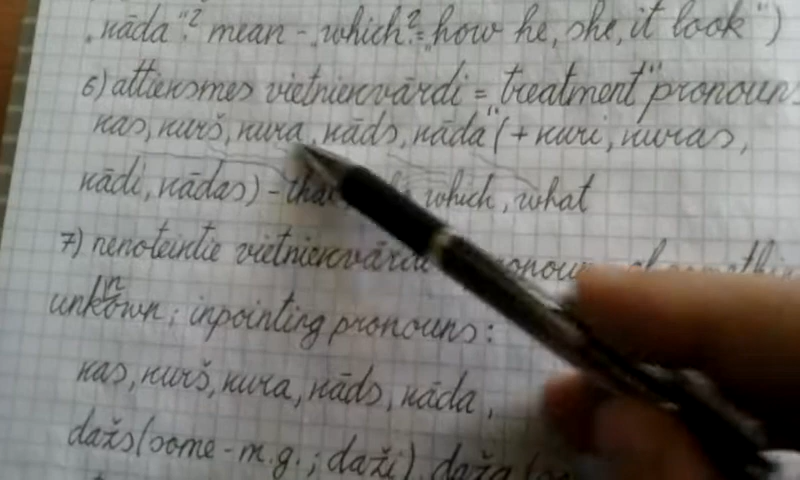 "kāda"? mean - "which? = "how he, she, it look")
6) attieksmes vietniekvārdi = "treatment" pronouns
kas, kurš, kura, kāds, kāda" (+ kuri, kuras,
kādi, kādas) - which, what
7) nenoteiktie vietniekvārdi
unknown; inpointing pronouns:
kas, kurš, kura, kāds, kāda,
dažs (some - m.g.; daži), daža